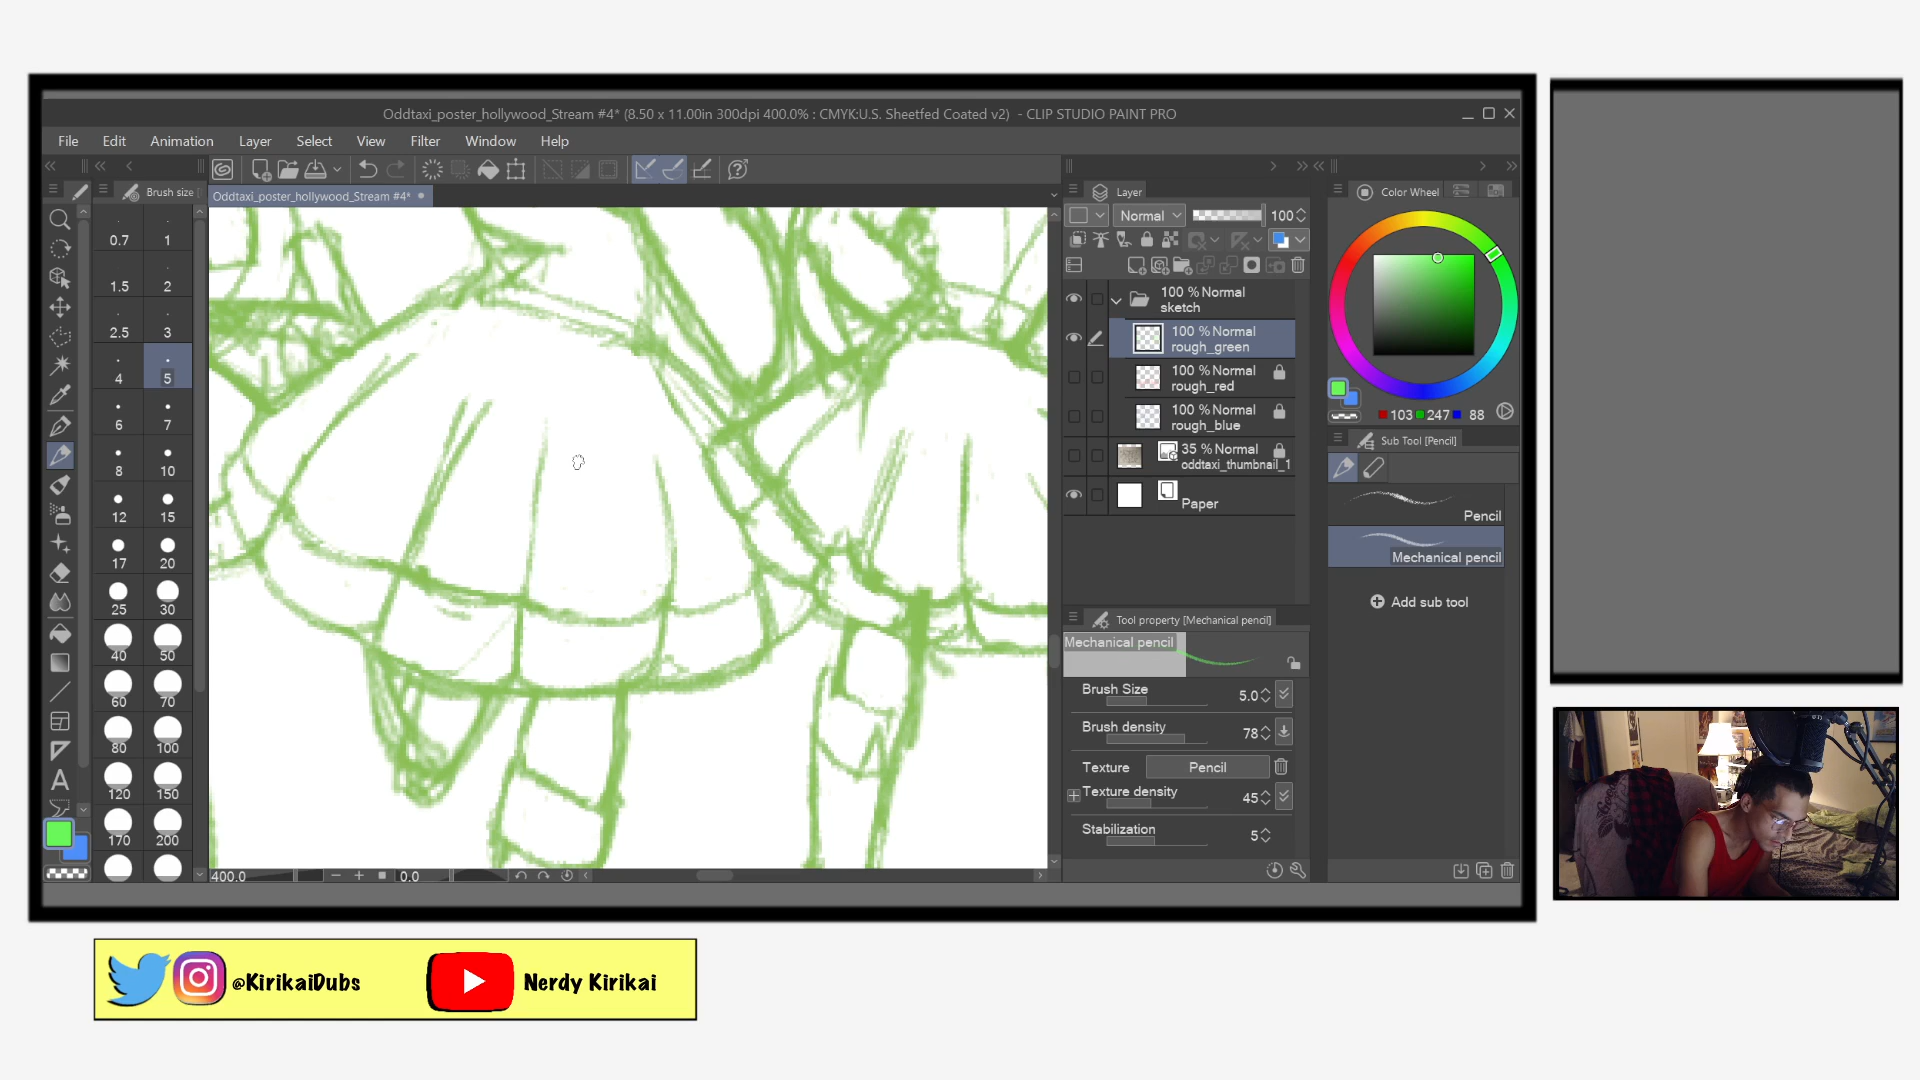 Oddtaxi_poster_hollywood_Stream #4* (8.50 x 11.00in 300dpi 400.0% : CMYK:U.S. Sheetfed Coated v2) - CLIP STUDIO PAINT PRO
File Edit Animation Layer Select View Filter Window Help
Brush size
Oddtaxi_poster_hollywood_Stream #4*
0.7 1
1.5 2
2.5 3
4 5
6 7
8 10
12 15
17 20
25 30
40 50
60 70
80 100
120 150
170 200
A
400.0
0.0
Layer
Normal 100
100 % Normal
sketch
100 % Normal
rough_green
100 % Normal
rough_red
100 % Normal
rough_blue
35 % Normal
oddtaxi_thumbnail_1
Paper
Tool property [Mechanical pencil]
Mechanical pencil
Brush Size 5.0
Brush density 78
Texture Pencil
Texture density 45
Stabilization 5
Color Wheel
103 247 88
Sub Tool [Pencil]
Pencil
Mechanical pencil
Add sub tool
@KirikaiDubs
Nerdy Kirikai